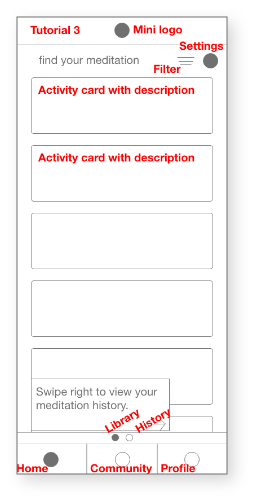 Tutorial 3
Mini logo
Settings
find your meditation
Filter
Activity card with description
Activity card with description
Swipe right to view your
meditation history.
Library
History
Home
Community
Profile